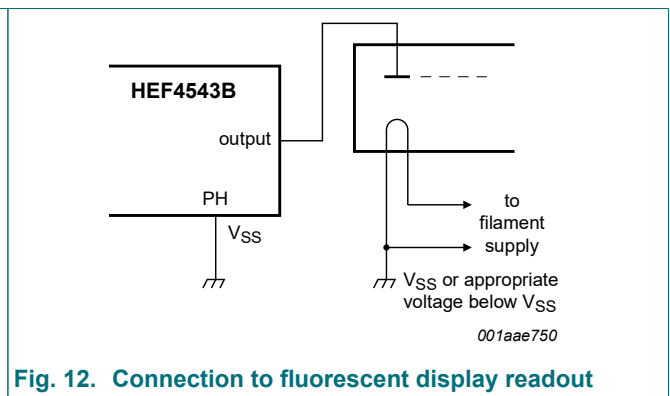 HEF4543B
output
PH
VSS
to
filament
supply
VSS or appropriate
voltage below VSS
001aae750
Fig. 12. Connection to fluorescent display readout